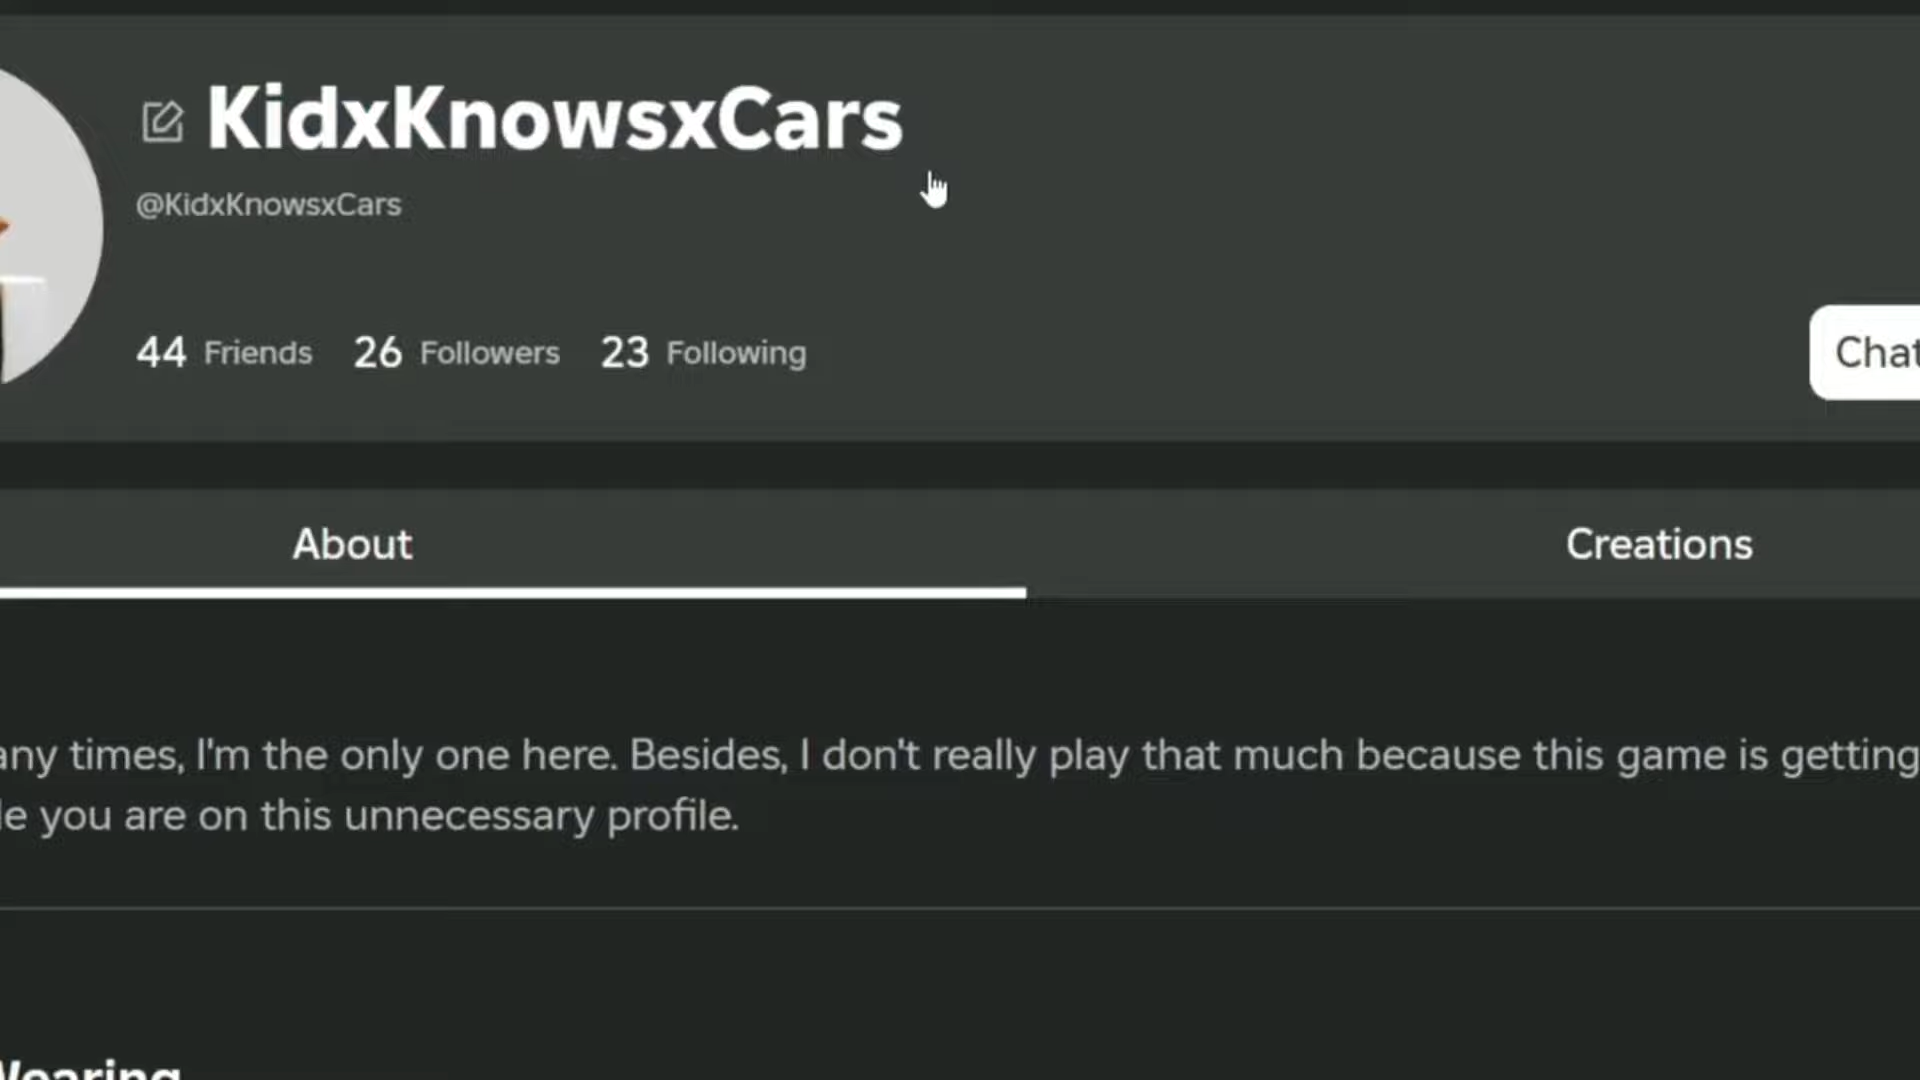 KidxKnowsxCars
@KidxKnowsxCars
44 Friends 26 Followers 23 Following
Chat
About Creations
any times, I'm the only one here. Besides, I don't really play that much because this game is getting
le you are on this unnecessary profile.
Wearing